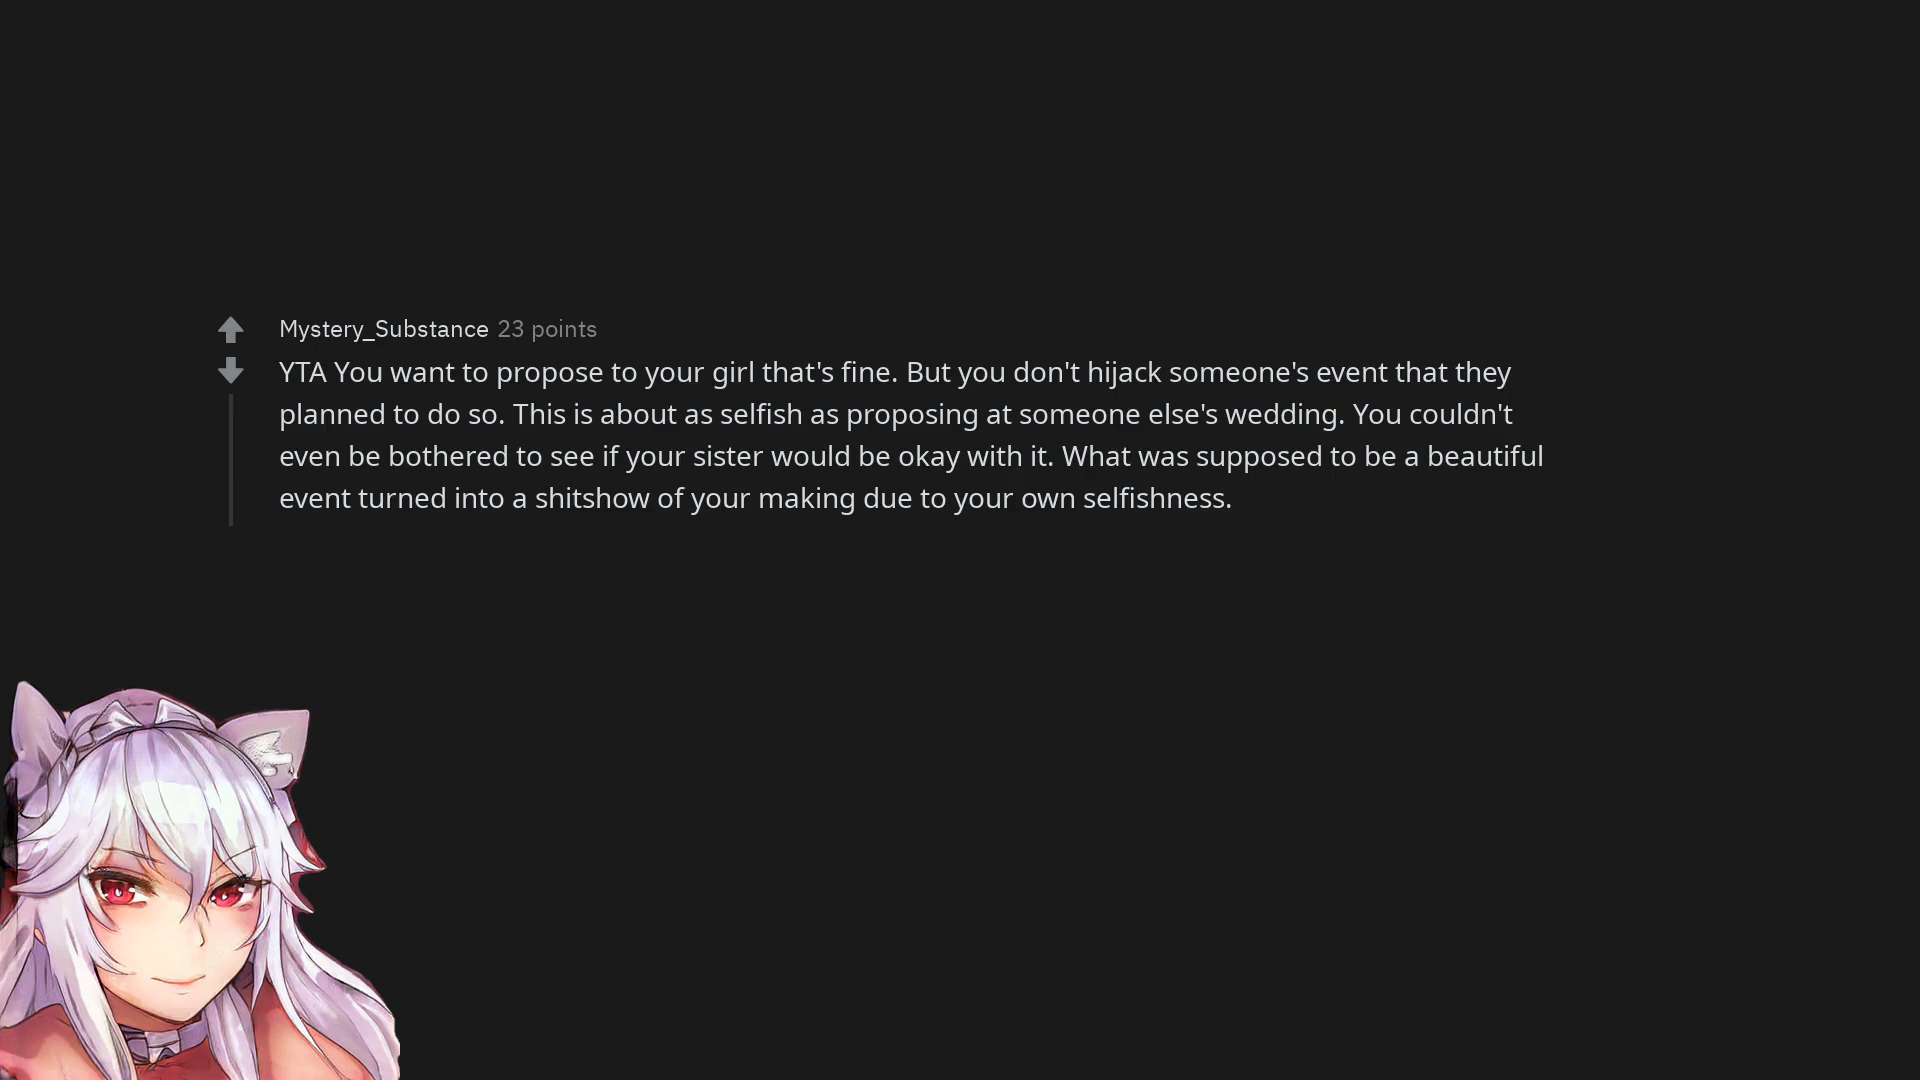 Mystery_Substance 23 points
YTA You want to propose to your girl that's fine. But you don't hijack someone's event that they
planned to do so. This is about as selfish as proposing at someone else's wedding. You couldn't
even be bothered to see if your sister would be okay with it. What was supposed to be a beautiful
event turned into a shitshow of your making due to your own selfishness.